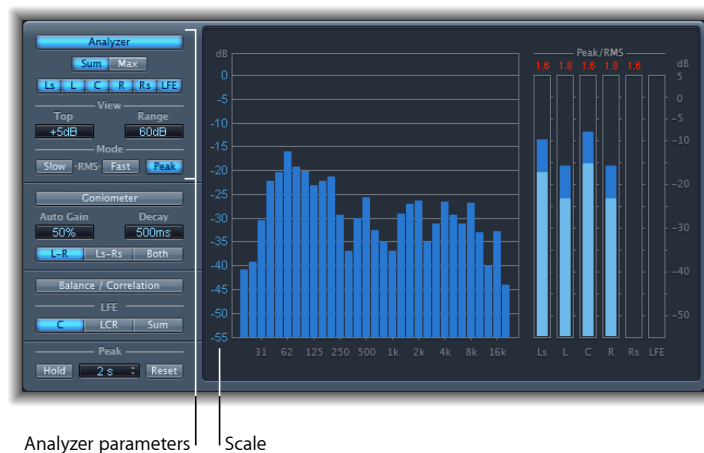 Analyzer
Sum Max
Ls L C R Rs LFE
View
Top Range
+5dB 60dB
Mode
Slow RMS Fast Peak
Goniometer
Auto Gain Decay
50% 500ms
L-R Ls-Rs Both
Balance / Correlation
LFE
C LCR Sum
Peak
Hold 2 s Reset
dB
0
-5
-10
-15
-20
-25
-30
-35
-40
-45
-50
-55
31 62 125 250 500 1k 2k 4k 8k 16k
Peak/RMS
1.6 1.8 1.6 1.8 1.6
dB
5
0
-5
-10
-20
-30
-40
-50
Ls L C R Rs LFE
Analyzer parameters
Scale